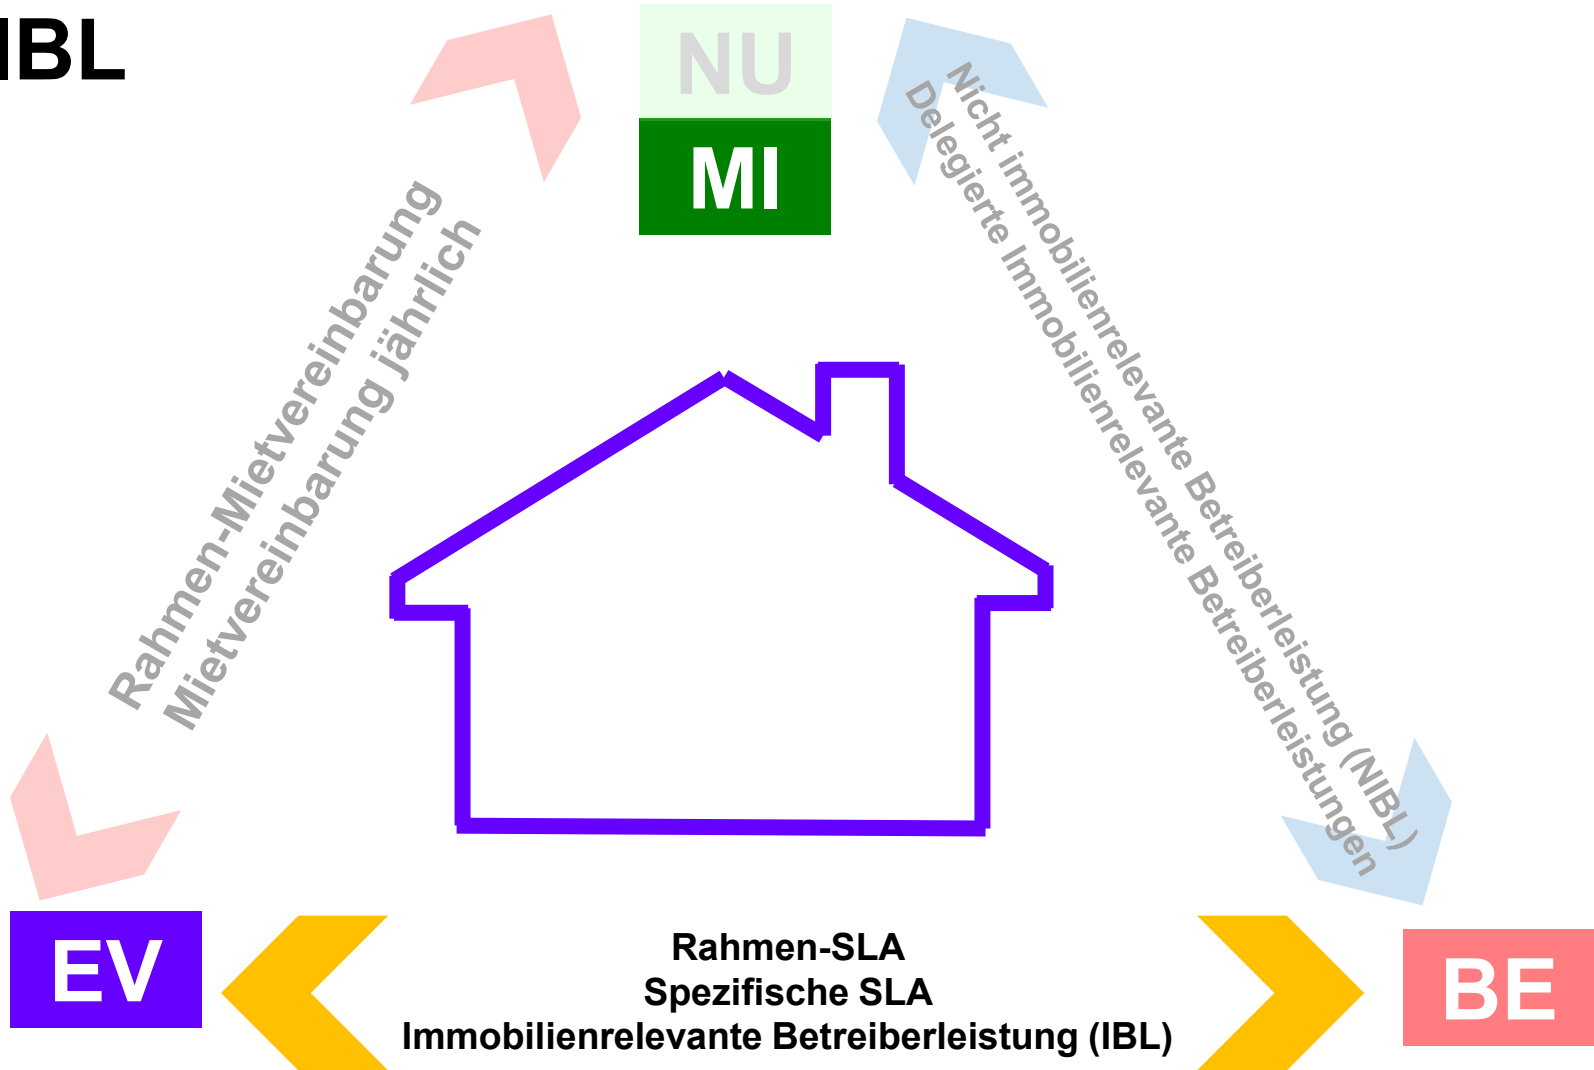 IBL
NU
MI
Rahmen-Mietvereinbarung
Mietvereinbarung jährlich
Nicht immobilienrelevante Betreiberleistung (NIBL)
Delegierte Immobilienrelevante Betreiberleistungen
EV
Rahmen-SLA
Spezifische SLA
Immobilienrelevante Betreiberleistung (IBL)
BE